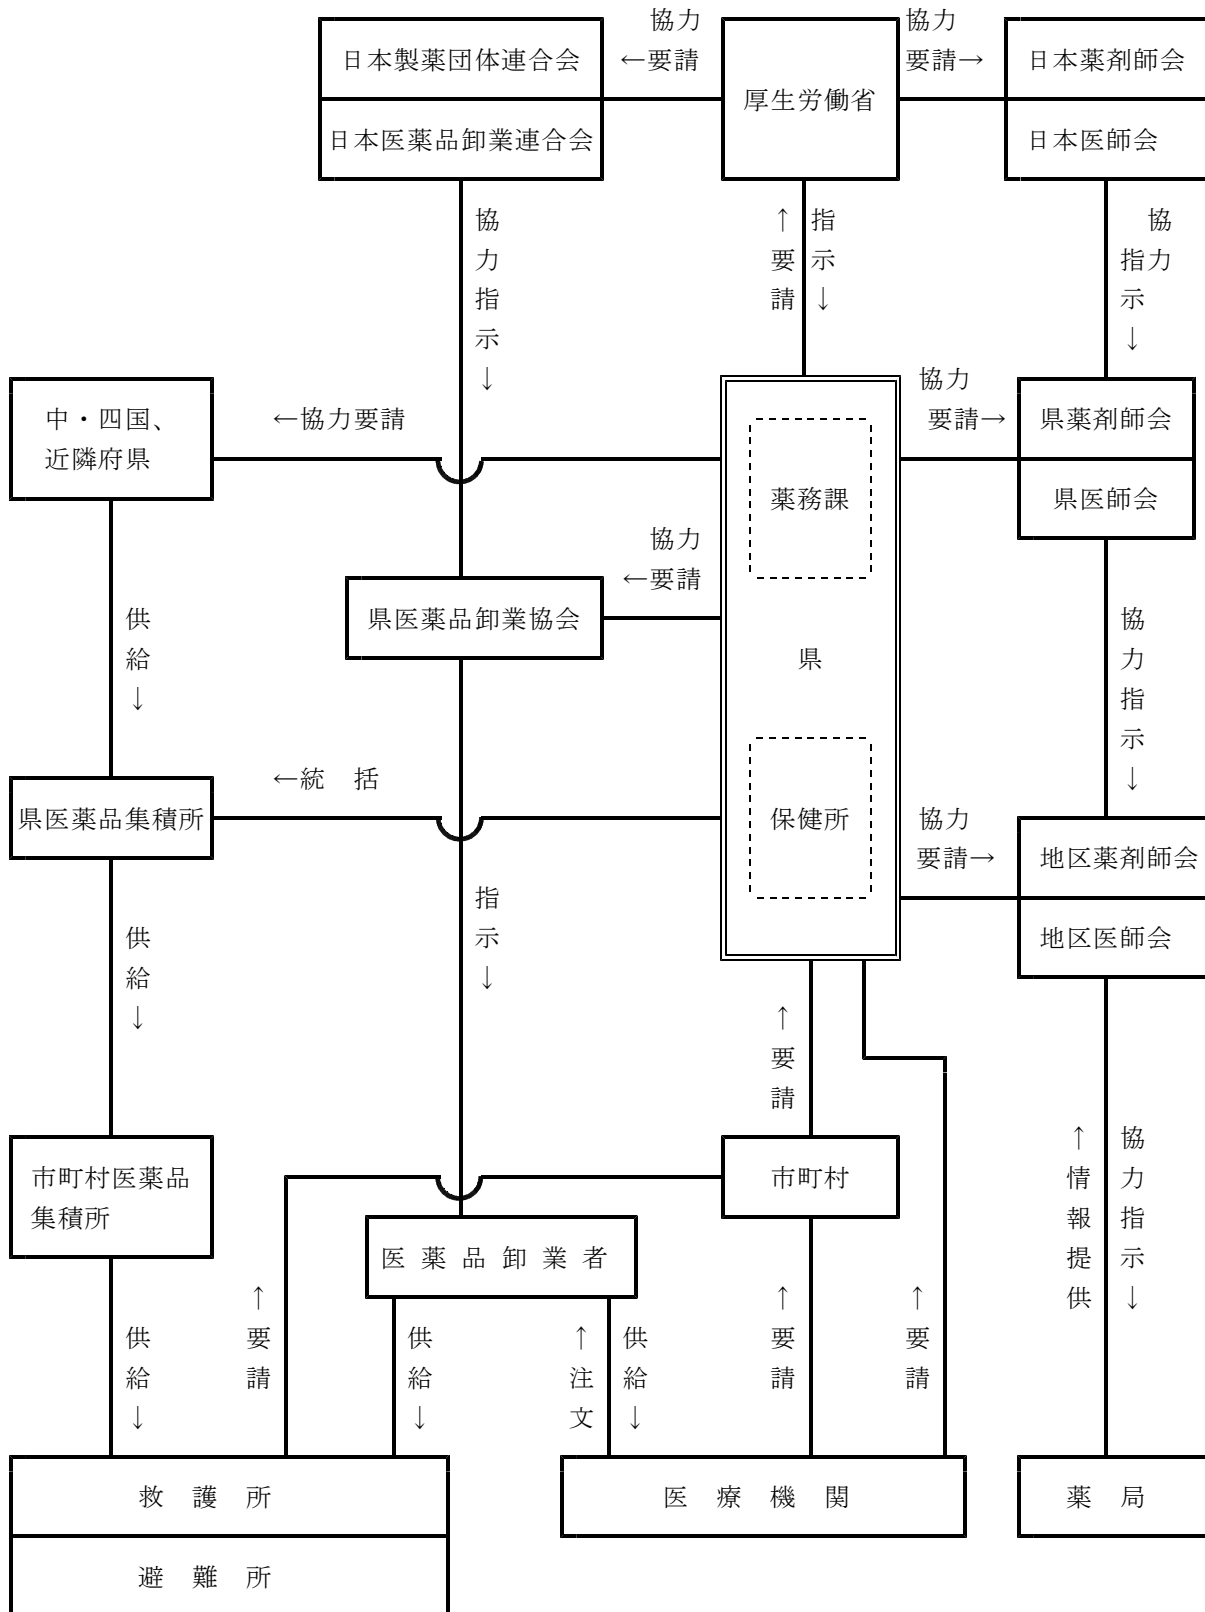 日本製薬団体連合会
日本医薬品卸業連合会
協力
←要請
厚生労働省
協力
要請→
日本薬剤師会
日本医師会
協力指示↓
↑要請
指示↓
協力
指示↓
中・四国、
近隣府県
←協力要請
薬務課
県
保健所
協力
要請→
県薬剤師会
県医師会
協力
←要請
県医薬品卸業協会
供給↓
協力指示↓
県医薬品集積所
←統 括
協力
要請→
地区薬剤師会
地区医師会
供給↓
指示↓
↑要請
市町村医薬品
集積所
市町村
医薬品卸業者
↑情報提供
協力指示↓
供給↓
↑要請
供給↓
↑注文
供給↓
↑要請
↑要請
救護所
避難所
医療機関
薬局